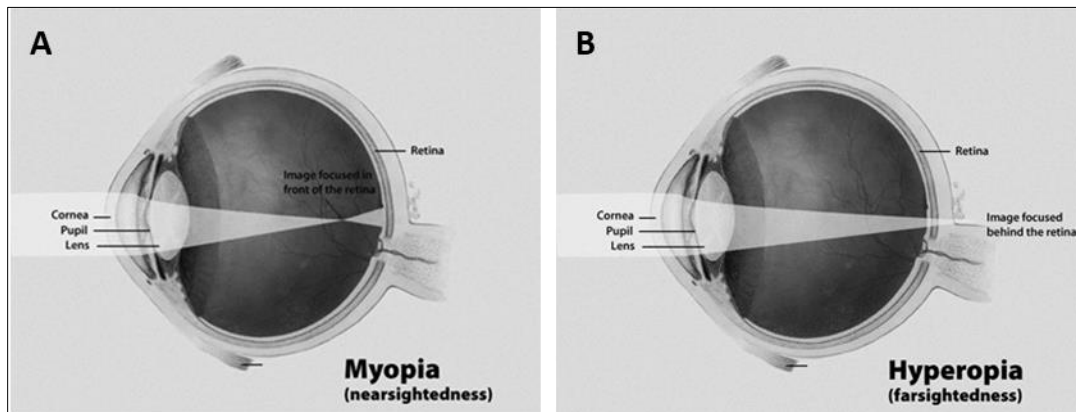 A
Retina
Image focused in
front of the retina
Cornea
Pupil
Lens
Myopia
(nearsightedness)
B
Retina
Cornea
Pupil
Lens
Image focused
behind the retina
Hyperopia
(farsightedness)